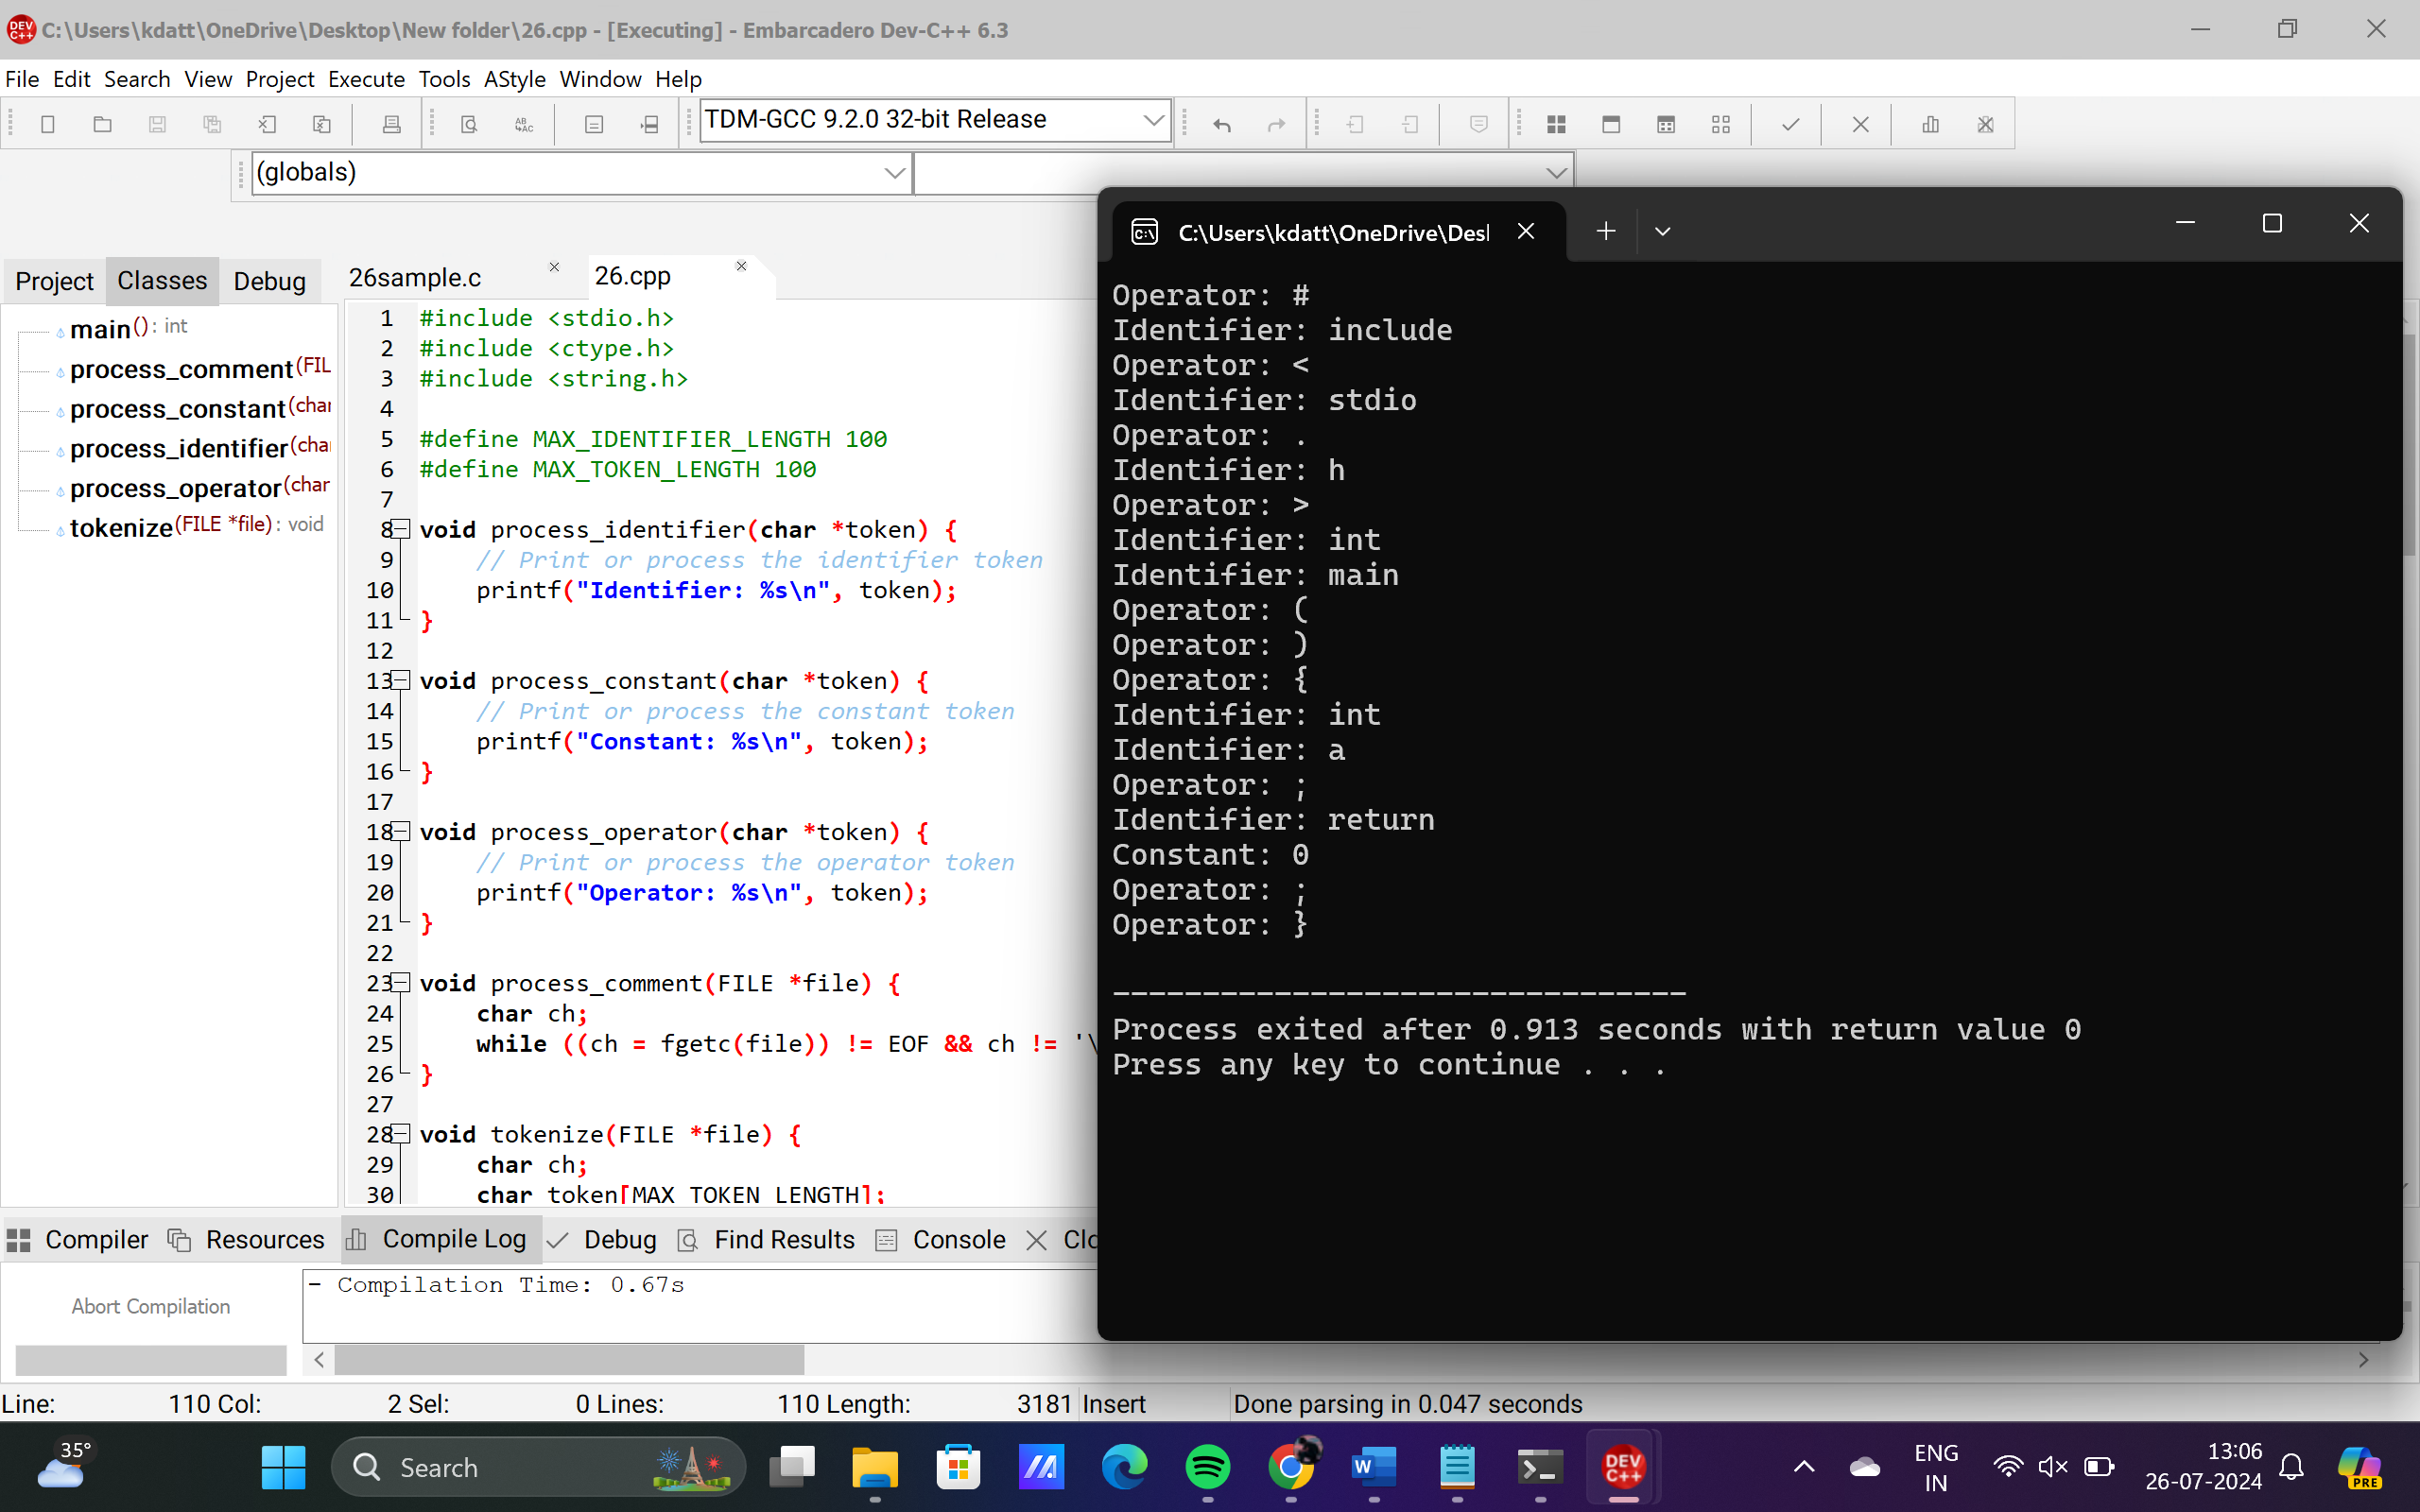 C:\Users\kdatt\OneDrive\Desktop\New folder\26.cpp - [Executing] - Embarcadero Dev-C++ 6.3
File Edit Search View Project Execute Tools AStyle Window Help
TDM-GCC 9.2.0 32-bit Release
(globals)
Project Classes Debug
main() : int
process_comment(FIL
process_constant(char
process_identifier(char
process_operator(char
tokenize(FILE *file) : void
26sample.c
26.cpp
1 #include <stdio.h>
2 #include <ctype.h>
3 #include <string.h>
4
5 #define MAX_IDENTIFIER_LENGTH 100
6 #define MAX_TOKEN_LENGTH 100
7
8 void process_identifier(char *token) {
9 // Print or process the identifier token
10 printf("Identifier: %s\n", token);
11 }
12
13 void process_constant(char *token) {
14 // Print or process the constant token
15 printf("Constant: %s\n", token);
16 }
17
18 void process_operator(char *token) {
19 // Print or process the operator token
20 printf("Operator: %s\n", token);
21 }
22
23 void process_comment(FILE *file) {
24 char ch;
25 while ((ch = fgetc(file)) != EOF && ch != '\
26 }
27
28 void tokenize(FILE *file) {
29 char ch;
30 char token[MAX_TOKEN_LENGTH];
C:\Users\kdatt\OneDrive\Des
Operator: #
Identifier: include
Operator: <
Identifier: stdio
Operator: .
Identifier: h
Operator: >
Identifier: int
Identifier: main
Operator: (
Operator: )
Operator: {
Identifier: int
Identifier: a
Operator: ;
Identifier: return
Constant: 0
Operator: ;
Operator: }
--------------------------------
Process exited after 0.913 seconds with return value 0
Press any key to continue . . .
Compiler Resources Compile Log Debug Find Results Console Clo
Abort Compilation
- Compilation Time: 0.67s
Line: 110 Col: 2 Sel: 0 Lines: 110 Length: 3181 Insert Done parsing in 0.047 seconds
35°
Search
ENG
IN
13:06
26-07-2024
PRE